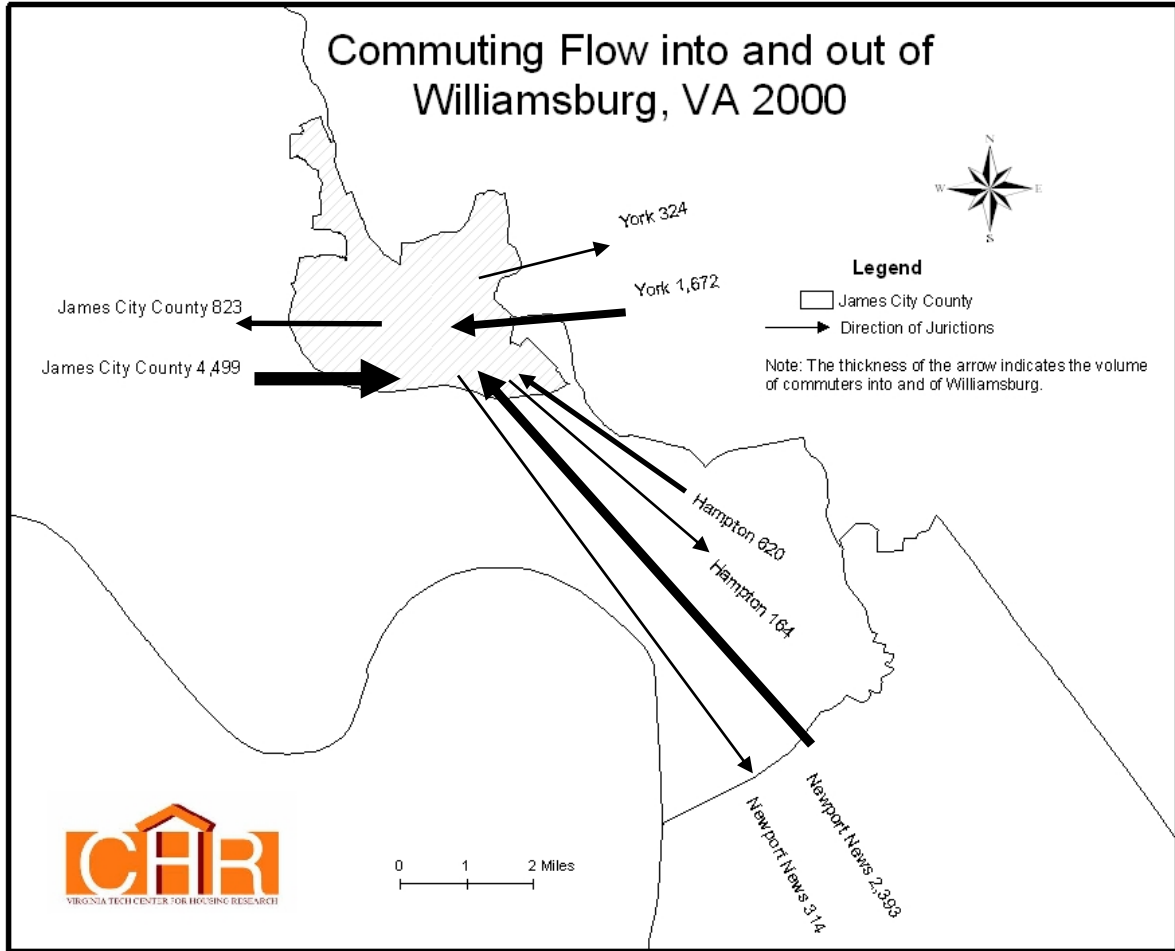 Commuting Flow into and out of
Williamsburg, VA 2000
N
W
E
S
York 324
York 1,672
James City County 823
James City County 4,499
Legend
James City County
Direction of Jurictions
Note: The thickness of the arrow indicates the volume
of commuters into and of Williamsburg.
Hampton 620
Hampton 164
Newport News 2,393
Newport News 314
0 1 2 Miles
CHR
VIRGINIA TECH CENTER FOR HOUSING RESEARCH